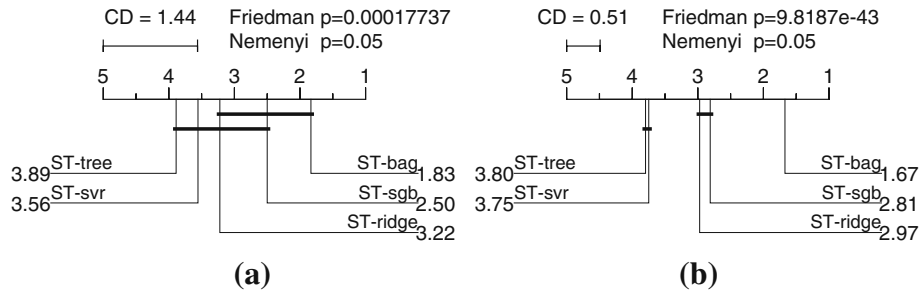 CD = 1.44 Friedman p=0.00017737
Nemenyi p=0.05
5 4 3 2 1
3.89 ST-tree ST-bag 1.83
3.56 ST-svr ST-sgb 2.50
ST-ridge 3.22
(a)
CD = 0.51 Friedman p=9.8187e-43
Nemenyi p=0.05
5 4 3 2 1
3.80 ST-tree ST-bag 1.67
3.75 ST-svr ST-sgb 2.81
ST-ridge 2.97
(b)